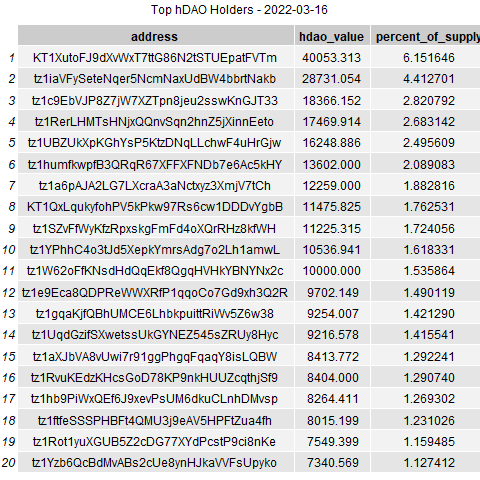 Top hDAO Holders - 2022-03-16
address hdao_value percent_of_supply
1 KT1XutoFJ9dXvWxT7ttG86N2tSTUEpatFVTm 40053.313 6.151646
2 tz1iaVFySeteNqer5NcmNaxUdBW4bbrtNakb 28731.054 4.412701
3 tz1c9EbVJP8Z7jW7XZTpn8jeu2sswKnGJT33 18366.152 2.820792
4 tz1RerLHMTsHNjxQQnvSqn2hnZ5jXinnEeto 17469.914 2.683142
5 tz1UBZUkXpKGhYsP5KtzDNqLLchwF4uHrGjw 16248.886 2.495609
6 tz1humfkwpfB3QRqR67XFFXFNDb7e6Ac5kHY 13602.000 2.089083
7 tz1a6pAJA2LG7LXcraA3aNctxyz3XmjV7tCh 12259.000 1.882816
8 KT1QxLqukyfohPV5kPkw97Rs6cw1DDDvYgbB 11475.825 1.762531
9 tz1SZvFfWyKfzRpxskgFmFd4oXQrRHz8kfWH 11225.315 1.724056
10 tz1YPhhC4o3tJd5XepkYmrsAdg7o2Lh1amwL 10536.941 1.618331
11 tz1W62oFfKNsdHdQqEkf8QgqHVHkYBNYNx2c 10000.000 1.535864
12 tz1e9Eca8QDPReWWXRfP1qqoCo7Gd9xh3Q2R 9702.149 1.490119
13 tz1gqaKjfQBhUMCE6LhbkpuittRiWv5Z6w38 9254.007 1.421290
14 tz1UqdGzifSXwetssUkGYNEZ545sZRUy8Hyc 9216.578 1.415541
15 tz1aXJbVA8vUwi7r91ggPhgqFqaqY8isLQBW 8413.772 1.292241
16 tz1RvuKEdzKHcsGoD78KP9nkHUUZcqthjSf9 8404.000 1.290740
17 tz1hb9PiWxQEf6J9xevPsUM6dkuCLnhDMvsp 8264.411 1.269302
18 tz1ftfeSSSPHBFt4QMU3j9eAV5HPFtZua4fh 8015.199 1.231026
19 tz1Rot1yuXGUB5Z2cDG77XYdPcstP9ci8nKe 7549.399 1.159485
20 tz1Yzb6QcBdMvABs2cUe8ynHJkaVVFsUpyko 7340.569 1.127412